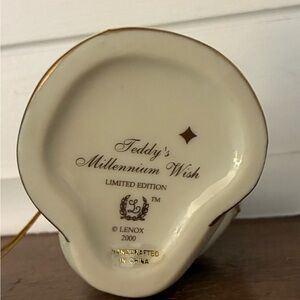 Teddy's
Millennium Wish
LIMITED EDITION
L
™
© LENOX
2000
HANDCRAFTED
IN CHINA